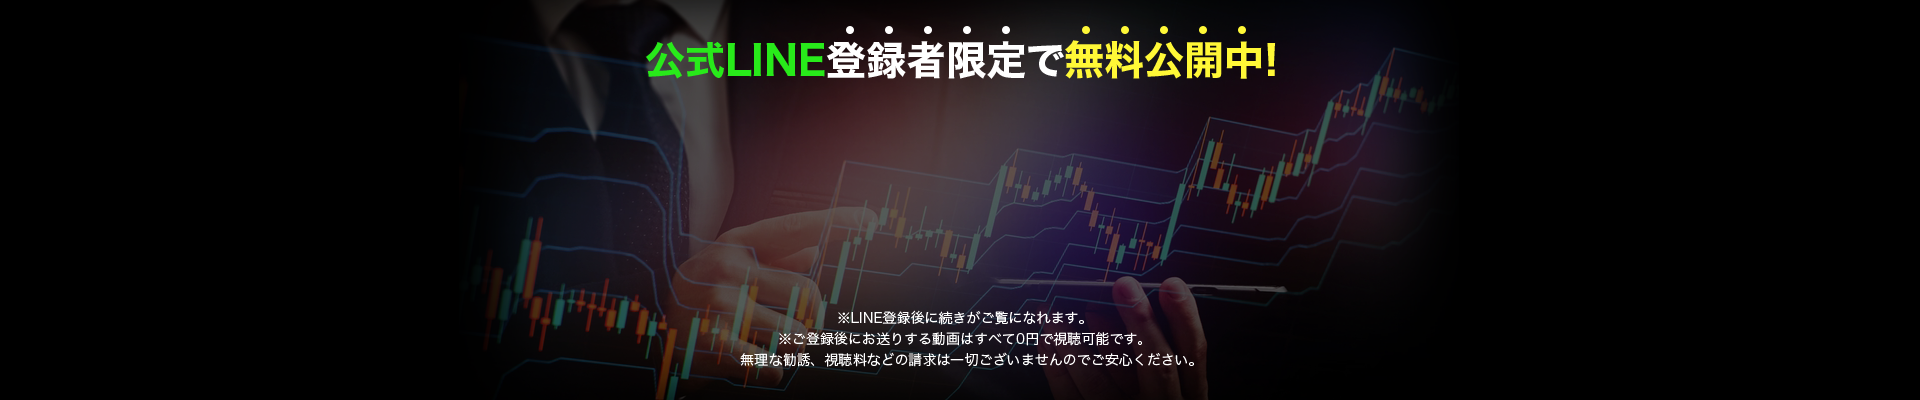 公式LINE登録者限定で無料公開中!
※LINE登録後に続きがご覧になれます。
※ご登録後にお送りする動画はすべて0円で視聴可能です。
無理な勧誘、視聴料などの請求は一切ございませんのでご安心ください。